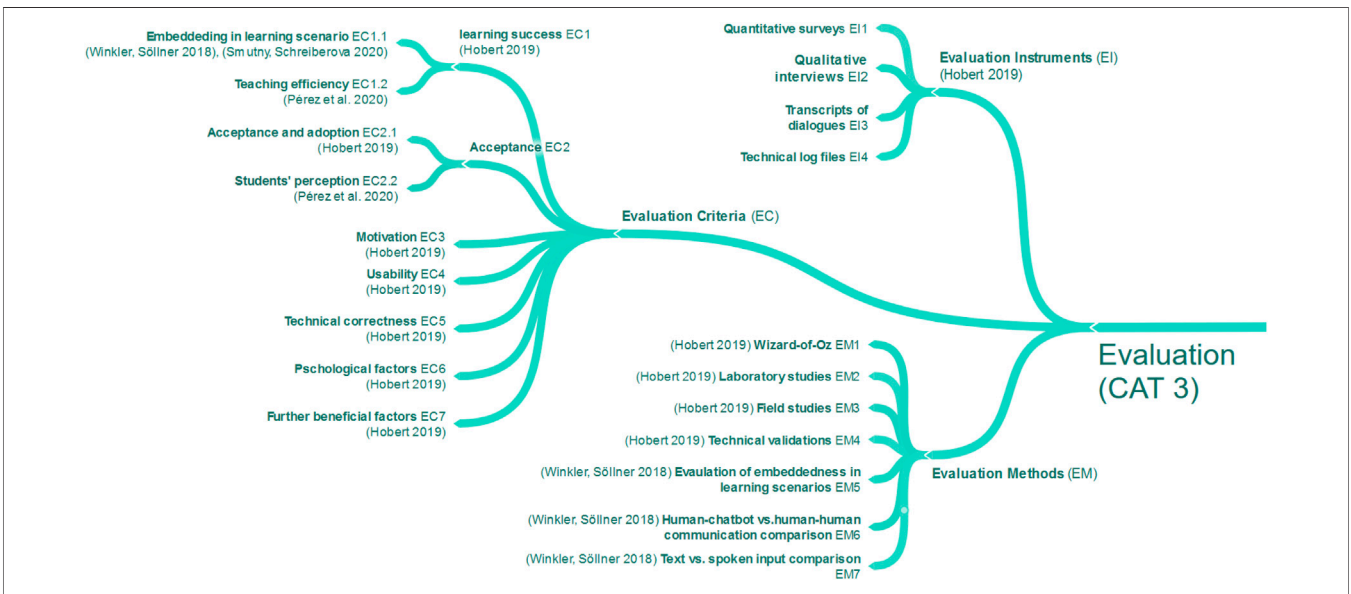 Embeddeding in learning scenario EC1.1
(Winkler, Söllner 2018), (Smutny, Schreiberova 2020)
Teaching efficiency EC1.2
(Pérez et al. 2020)
learning success EC1
(Hobert 2019)
Acceptance and adoption EC2.1
(Hobert 2019)
Students' perception EC2.2
(Pérez et al. 2020)
Acceptance EC2
Motivation EC3
(Hobert 2019)
Usability EC4
(Hobert 2019)
Technical correctness EC5
(Hobert 2019)
Pschological factors EC6
(Hobert 2019)
Further beneficial factors EC7
(Hobert 2019)
Evaluation Criteria (EC)
Quantitative surveys EI1
Qualitative
interviews EI2
Transcripts of
dialogues EI3
Technical log files EI4
Evaluation Instruments (EI)
(Hobert 2019)
(Hobert 2019) Wizard-of-Oz EM1
(Hobert 2019) Laboratory studies EM2
(Hobert 2019) Field studies EM3
(Hobert 2019) Technical validations EM4
(Winkler, Söllner 2018) Evaulation of embeddedness in
learning scenarios EM5
(Winkler, Söllner 2018) Human-chatbot vs.human-human
communication comparison EM6
(Winkler, Söllner 2018) Text vs. spoken input comparison
EM7
Evaluation Methods (EM)
Evaluation
(CAT 3)